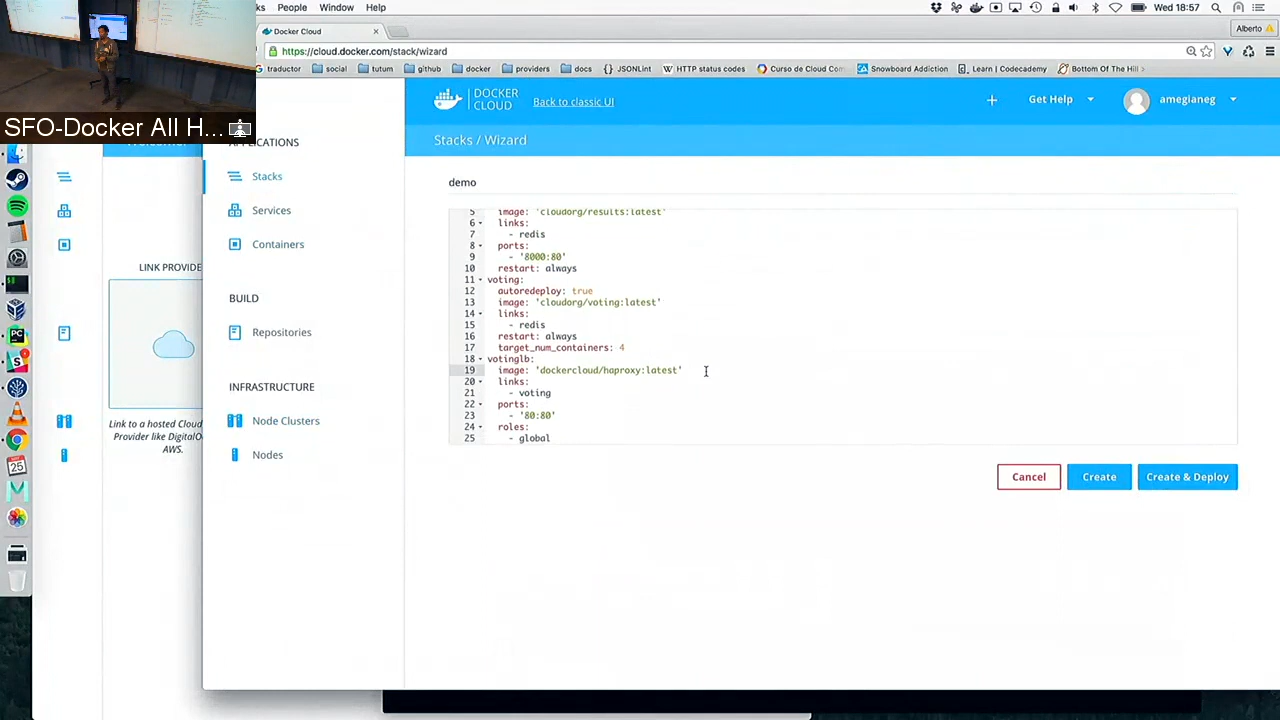 ks People Window Help
Wed 18:57
Docker Cloud
Alberto
https://cloud.docker.com/stack/wizard
traductor social tutum github docker providers docs {} JSONLint HTTP status codes Curso de Cloud Com Snowboard Addiction Learn | Codecademy Bottom Of The Hill
SFO-Docker All H...
DOCKER
CLOUD
Back to classic UI
Get Help
amegianeg
Stacks / Wizard
APPLICATIONS
Stacks
Services
Containers
BUILD
Repositories
INFRASTRUCTURE
Node Clusters
Nodes
LINK PROVIDE
Link to a hosted Cloud
Provider like DigitalOc
AWS.
demo
5 image: 'cloudorg/results:latest'
6 links:
7 - redis
8 ports:
9 - '8000:80'
10 restart: always
11 voting:
12 autoredeploy: true
13 image: 'cloudorg/voting:latest'
14 links:
15 - redis
16 restart: always
17 target_num_containers: 4
18 votinglb:
19 image: 'dockercloud/haproxy:latest'
20 links:
21 - voting
22 ports:
23 - '80:80'
24 roles:
25 - global
Cancel
Create
Create & Deploy